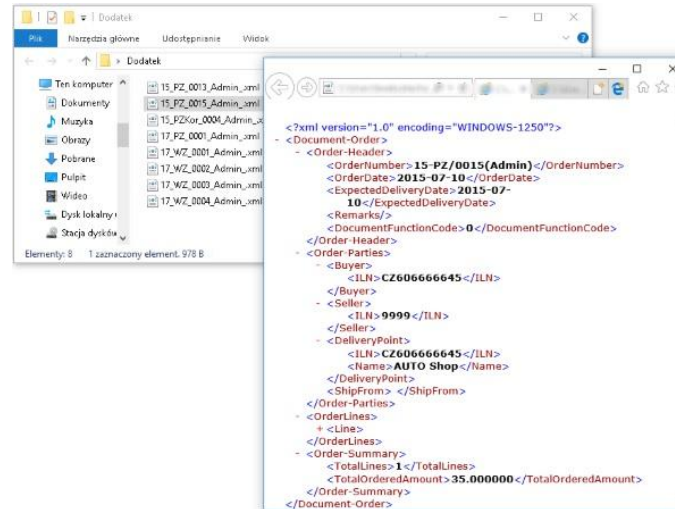 Dodatek
Plik Narzędzia główne Udostępnianie Widok
Dodatek
Ten komputer
Dokumenty
Muzyka
Obrazy
Pobrane
Pulpit
Wideo
Dysk lokalny
Stacja dysków
15_PZ_0013_Admin_.xml
15_PZ_0015_Admin_.xml
15_PZKor_0004_Admin_.x
17_PZ_0001_Admin_.xml
17_WZ_0001_Admin_.xml
17_WZ_0002_Admin_.xml
17_WZ_0003_Admin_.xml
17_WZ_0004_Admin_.xml
Elementy: 8 1 zaznaczony element. 978 B
<?xml version="1.0" encoding="WINDOWS-1250"?>
- <Document-Order>
- <Order-Header>
<OrderNumber>15-PZ/0015(Admin)</OrderNumber>
<OrderDate>2015-07-10</OrderDate>
<ExpectedDeliveryDate>2015-07-
10</ExpectedDeliveryDate>
<Remarks/>
<DocumentFunctionCode>0</DocumentFunctionCode>
</Order-Header>
- <Order-Parties>
- <Buyer>
<ILN>CZ606666645</ILN>
</Buyer>
- <Seller>
<ILN>9999</ILN>
</Seller>
- <DeliveryPoint>
<ILN>CZ606666645</ILN>
<Name>AUTO Shop</Name>
</DeliveryPoint>
<ShipFrom> </ShipFrom>
</Order-Parties>
- <OrderLines>
+ <Line>
</OrderLines>
- <Order-Summary>
<TotalLines>1</TotalLines>
<TotalOrderedAmount>35.000000</TotalOrderedAmount>
</Order-Summary>
</Document-Order>